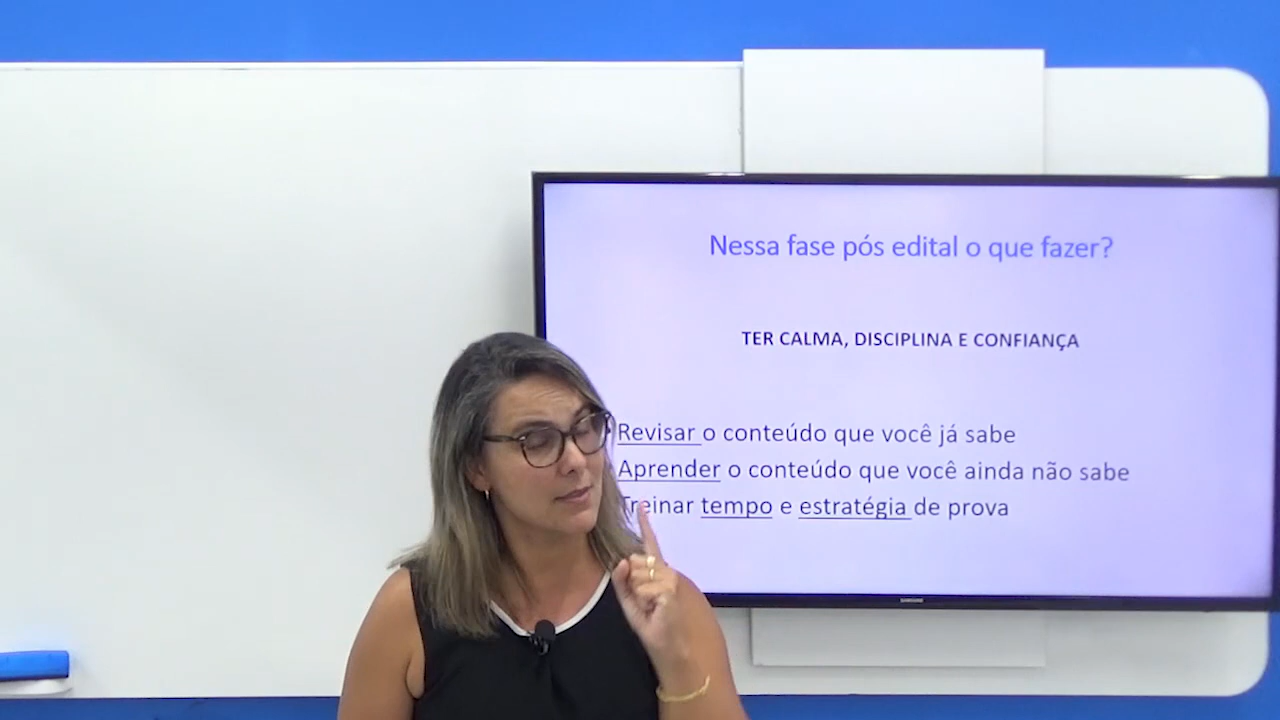 Nessa fase pós edital o que fazer?
TER CALMA, DISCIPLINA E CONFIANÇA
Revisar o conteúdo que você já sabe
Aprender o conteúdo que você ainda não sabe
Treinar tempo e estratégia de prova
SAMSUNG